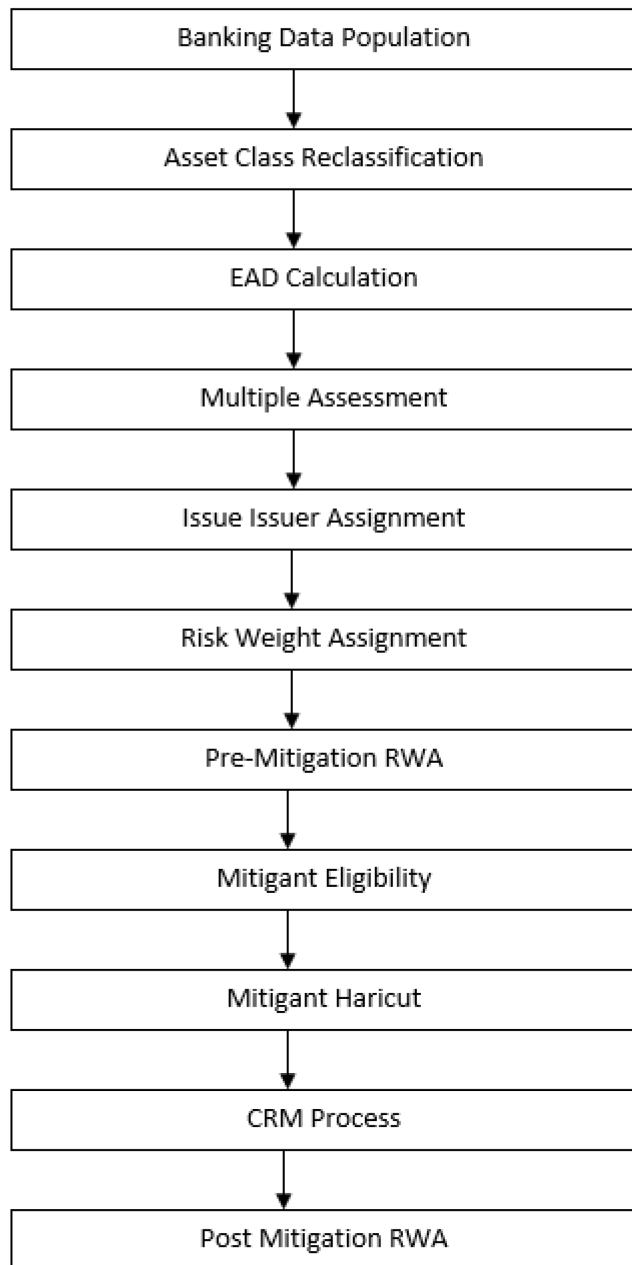 Banking Data Population
Asset Class Reclassification
EAD Calculation
Multiple Assessment
Issue Issuer Assignment
Risk Weight Assignment
Pre-Mitigation RWA
Mitigant Eligibility
Mitigant Haricut
CRM Process
Post Mitigation RWA